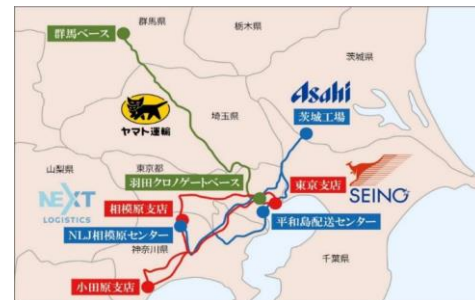 群馬県
栃木県
群馬ベース
茨城県
Asahi
茨城工場
埼玉県
ヤマト運輸
山梨県
東京都
羽田クロノゲートベース
東京支店
SEINO
NEXT
LOGISTICS
相模原支店
NLJ相模原センター
平和島配送センター
神奈川県
千葉県
小田原支店